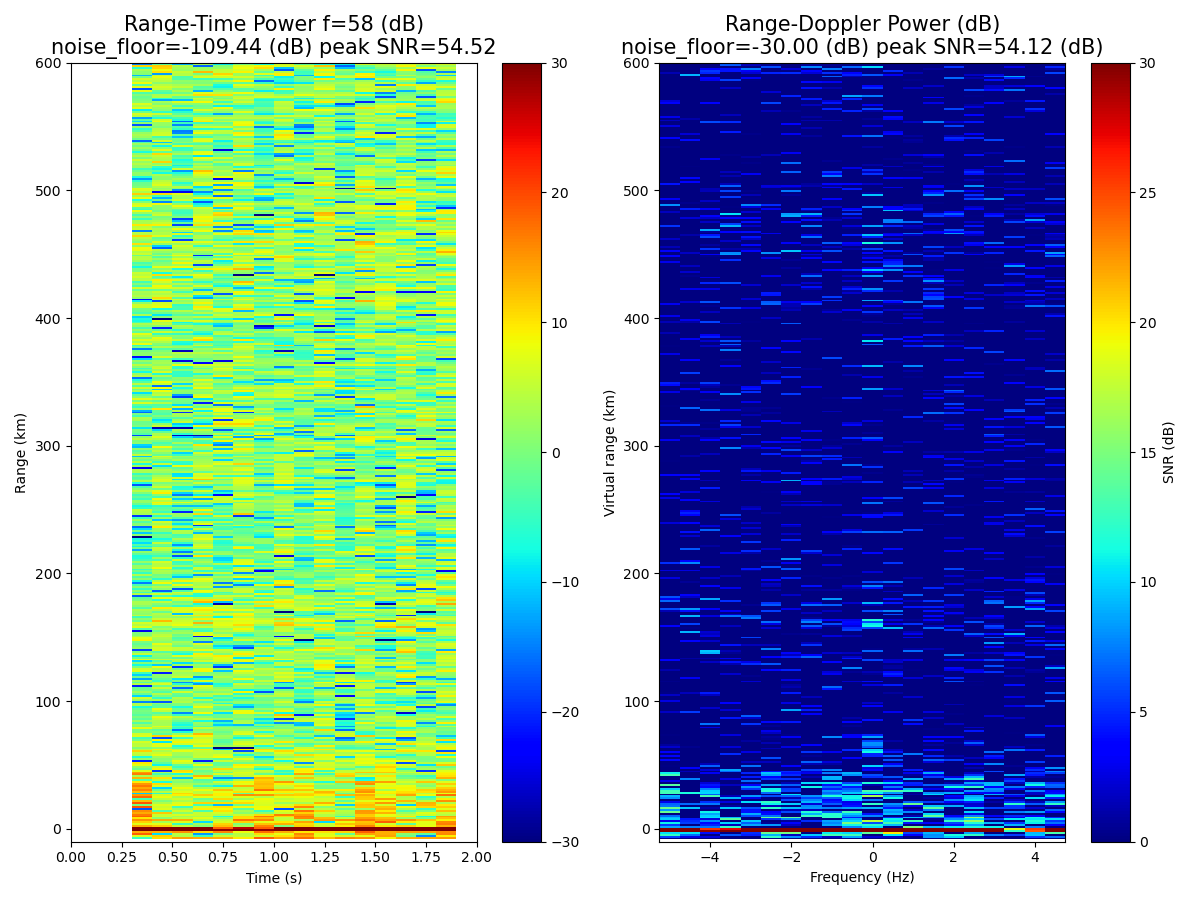 Range-Time Power f=58 (dB)
noise_floor=-109.44 (dB) peak SNR=54.52
600
500
400
300
200
100
0
Range (km)
0.00 0.25 0.50 0.75 1.00 1.25 1.50 1.75 2.00
Time (s)
30
20
10
0
−10
−20
−30
Range-Doppler Power (dB)
noise_floor=-30.00 (dB) peak SNR=54.12 (dB)
600
500
400
300
200
100
0
Virtual range (km)
−4 −2 0 2 4
Frequency (Hz)
30
25
20
15
10
5
0
SNR (dB)